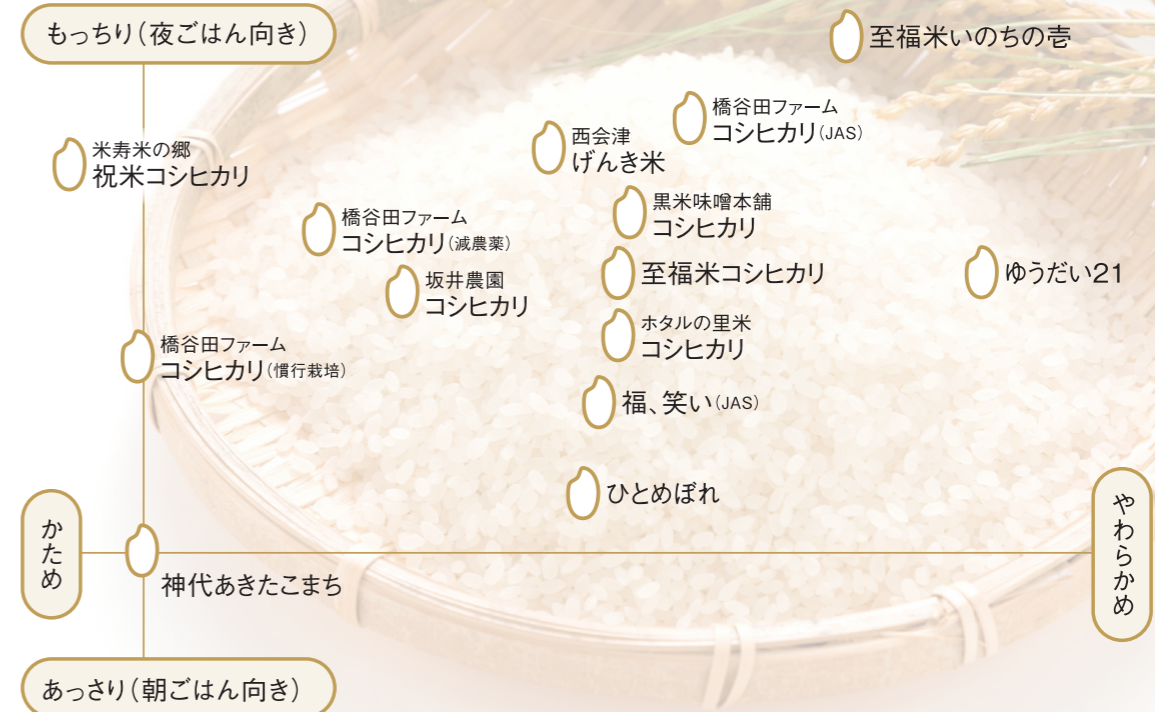 もっちり（夜ごはん向き）
至福米いのちの壱
橋谷田ファーム
コシヒカリ（JAS）
西会津
げんき米
米寿米の郷
祝米コシヒカリ
黒米味噌本舗
コシヒカリ
橋谷田ファーム
コシヒカリ（減農薬）
至福米コシヒカリ
ゆうだい21
坂井農園
コシヒカリ
ホタルの里米
コシヒカリ
橋谷田ファーム
コシヒカリ（慣行栽培）
福、笑い（JAS）
ひとめぼれ
かため
やわらかめ
神代あきたこまち
あっさり（朝ごはん向き）